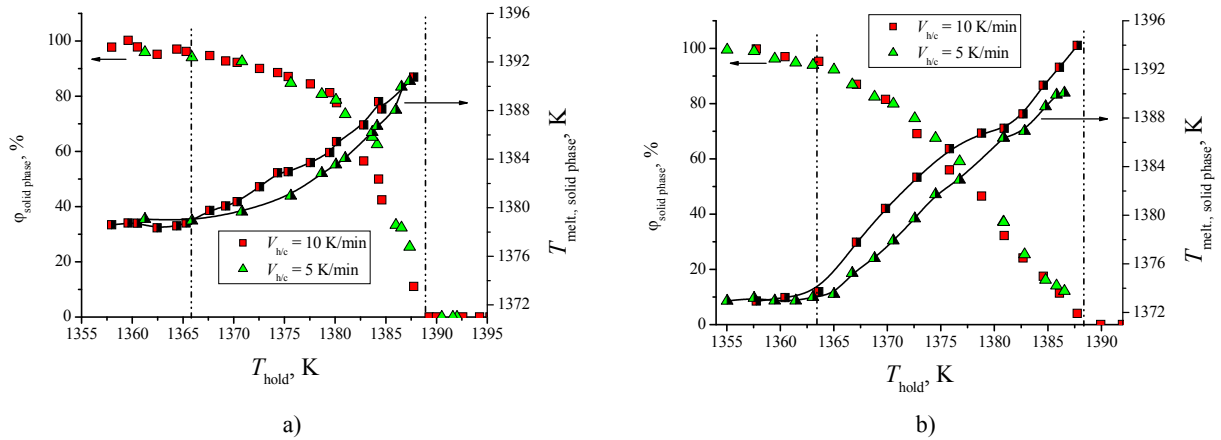 100
80
60
40
20
0
φsolid phase, %
1355 1360 1365 1370 1375 1380 1385 1390 1395
Thold, K
1396
1392
1388
1384
1380
1376
1372
Tmelt., solid phase, K
Vh/c = 10 K/min
Vh/c = 5 K/min
a)
100
80
60
40
20
0
φsolid phase, %
1355 1360 1365 1370 1375 1380 1385 1390
Thold, K
1396
1392
1388
1384
1380
1376
1372
Tmelt., solid phase, K
Vh/c = 10 K/min
Vh/c = 5 K/min
b)